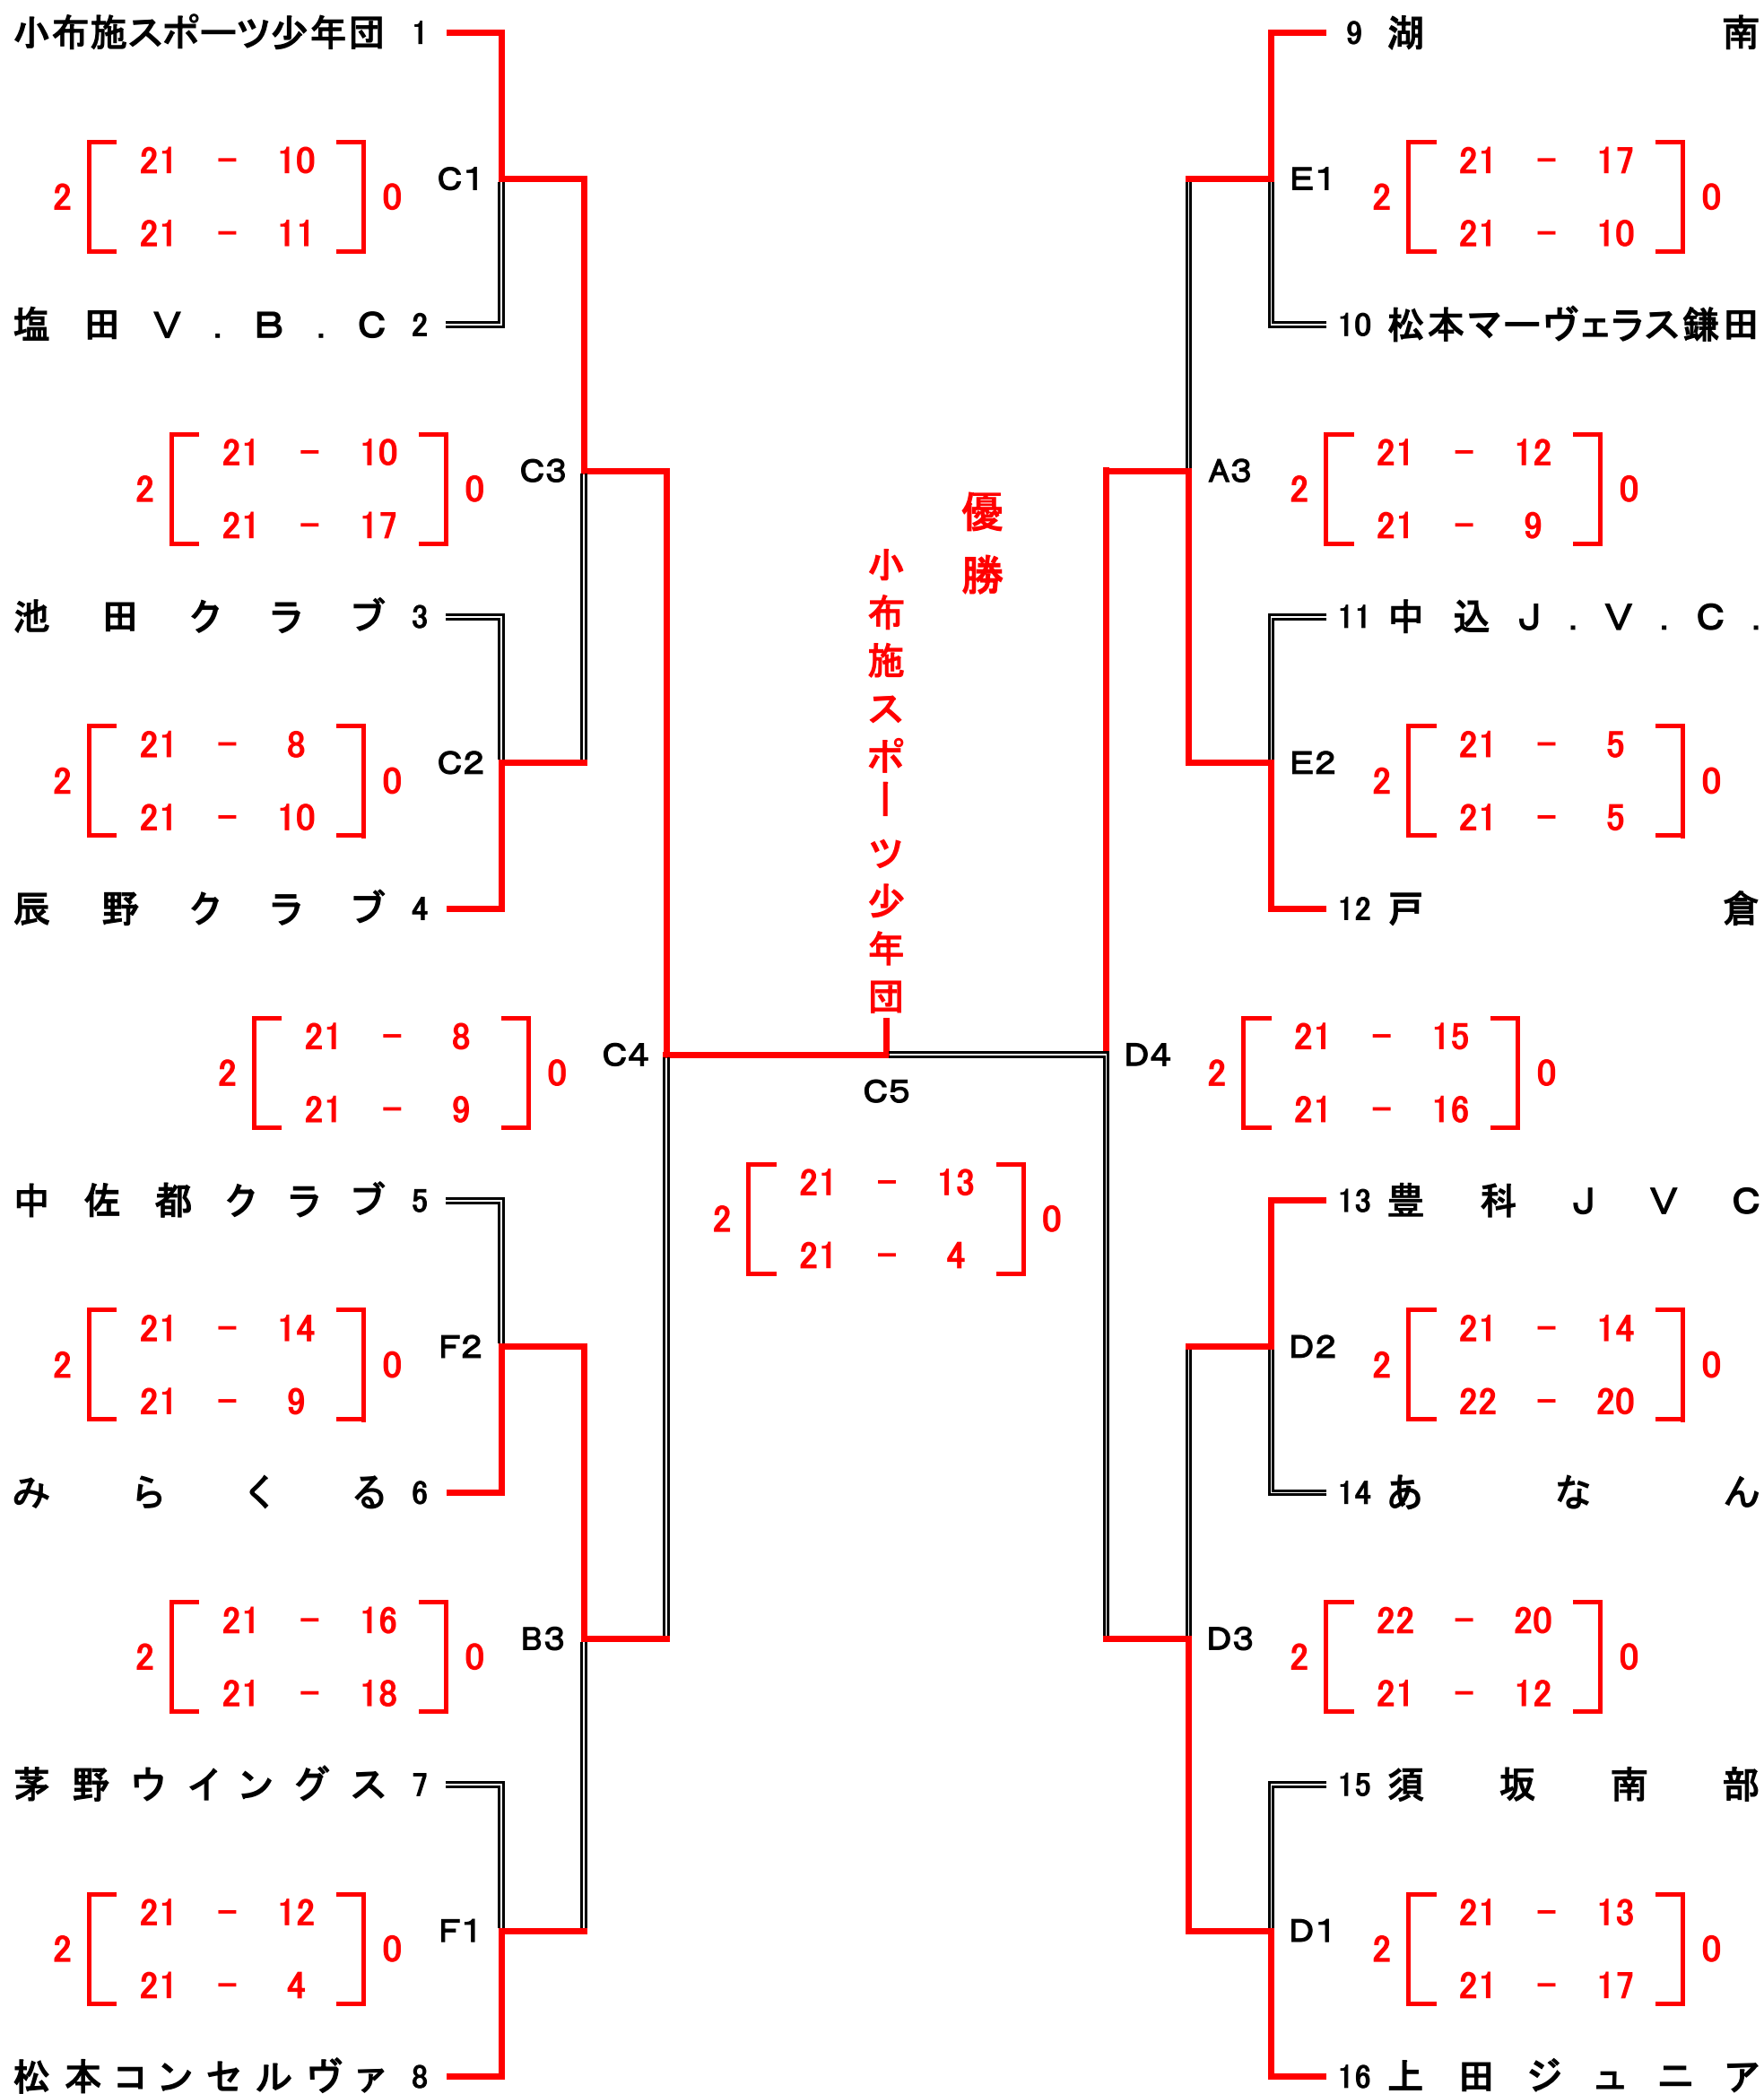 小布施スポーツ少年団 1
21 - 10
C1
2 0
21 - 11
塩田V.B.C 2
21 - 10
C3
2 0
21 - 17
池田クラブ 3
21 - 8
C2
2 0
21 - 10
辰野クラブ 4
21 - 8
C4
2 0
21 - 9
中佐都クラブ 5
21 - 14
F2
2 0
21 - 9
みらくる 6
21 - 16
B3
2 0
21 - 18
茅野ウイングス 7
21 - 12
F1
2 0
21 - 4
松本コンセルヴァ 8
優勝
小布施スポーツ少年団
C5
21 - 13
2 0
21 - 4
9 湖南
21 - 17
E1
2 0
21 - 10
10 松本マーヴェラス鎌田
21 - 12
A3
2 0
21 - 9
11 中込J.V.C.
21 - 5
E2
2 0
21 - 5
12 戸倉
21 - 15
D4
2 0
21 - 16
13 豊科JVC
21 - 14
D2
2 0
22 - 20
14 あなん
22 - 20
D3
2 0
21 - 12
15 須坂南部
21 - 13
D1
2 0
21 - 17
16 上田ジュニア